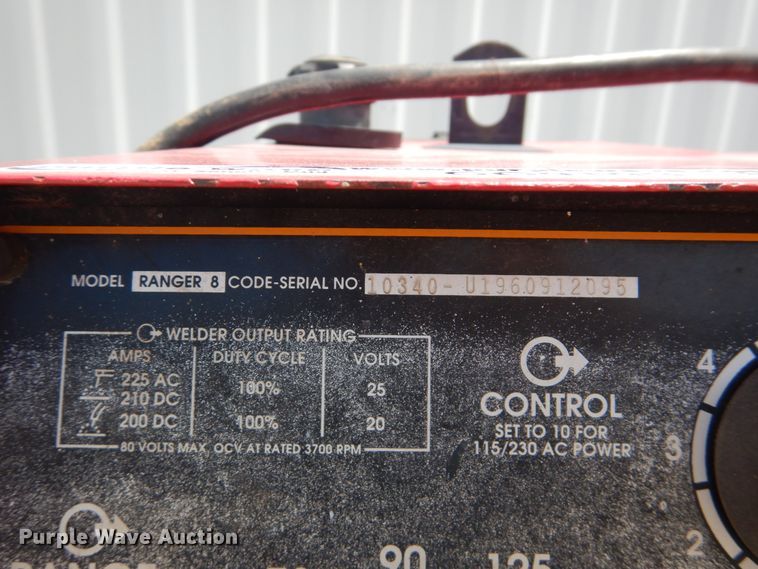 MODEL RANGER 8 CODE-SERIAL NO. 10340- U1960912095
WELDER OUTPUT RATING
AMPS DUTY CYCLE VOLTS
225 AC
210 DC 100% 25
200 DC 100% 20
80 VOLTS MAX. OCV AT RATED 3700 RPM
CONTROL
SET TO 10 FOR
115/230 AC POWER
4
3
2
90 125
Purple Wave Auction